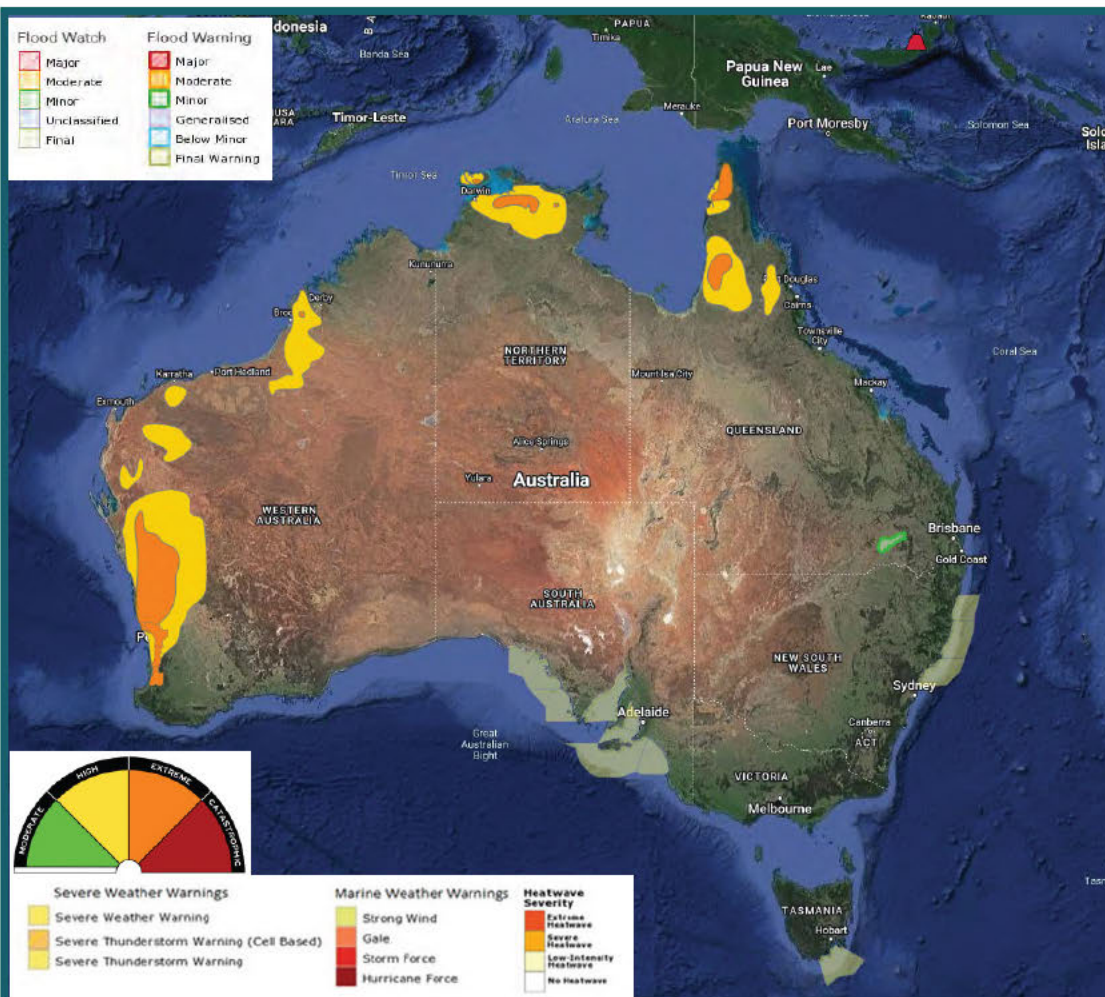 Flood Watch
Major
Moderate
Minor
Unclassified
Final
Flood Warning
Major
Moderate
Minor
Generalised
Below Minor
Final Warning
donesia
Banda Sea
USA
ARA
Timor-Leste
PAPUA
Timika
Papua New
Guinea
Lae
Merauke
Arafura Sea
Port Moresby
Solomon Sea
Solo
Isla
Timor Sea
Darwin
Kununurra
Derby
Port Douglas
Cairns
Townsville
City
Coral Sea
Mackay
NORTHERN
TERRITORY
Mount Isa City
Karratha
Port Hedland
Exmouth
QUEENSLAND
Alice Springs
Yulara
Australia
WESTERN
AUSTRALIA
Brisbane
Gold Coast
SOUTH
AUSTRALIA
NEW SOUTH
WALES
Sydney
Adelaide
Canberra
ACT
Great
Australian
Bight
VICTORIA
Melbourne
TASMANIA
Hobart
Tas
MODERATE
HIGH
EXTREME
CATASTROPHIC
Severe Weather Warnings
Severe Weather Warning
Severe Thunderstorm Warning (Cell Based)
Severe Thunderstorm Warning
Marine Weather Warnings
Strong Wind
Gale
Storm Force
Hurricane Force
Heatwave
Severity
Extreme
Heatwave
Severe
Heatwave
Low-Intensity
Heatwave
No Heatwave